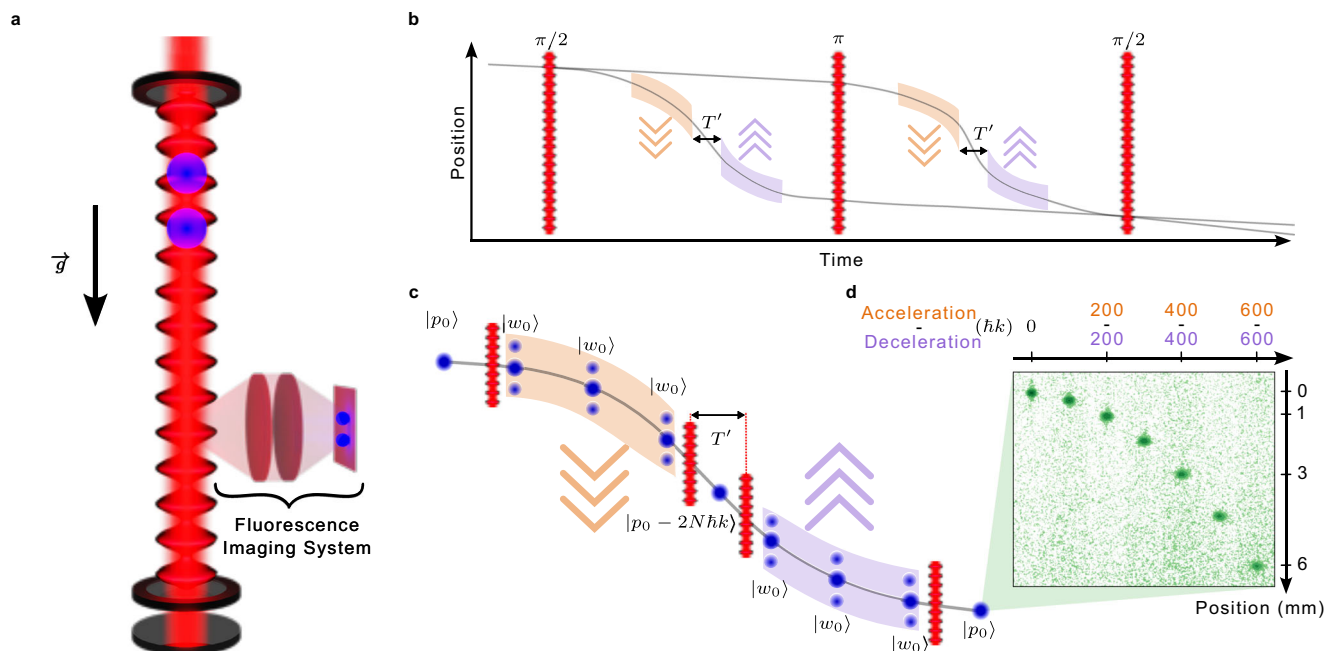 a
g
Fluorescence
Imaging System
b
π/2
π
π/2
Position
T′
T′
Time
c
|p₀⟩
|w₀⟩
|w₀⟩
|w₀⟩
T′
|p₀ − 2Nħk⟩
|w₀⟩
|w₀⟩
|w₀⟩
|p₀⟩
d
Acceleration 200 400 600
- (ħk) 0 - - -
Deceleration 200 400 600
0
1
3
6
Position (mm)